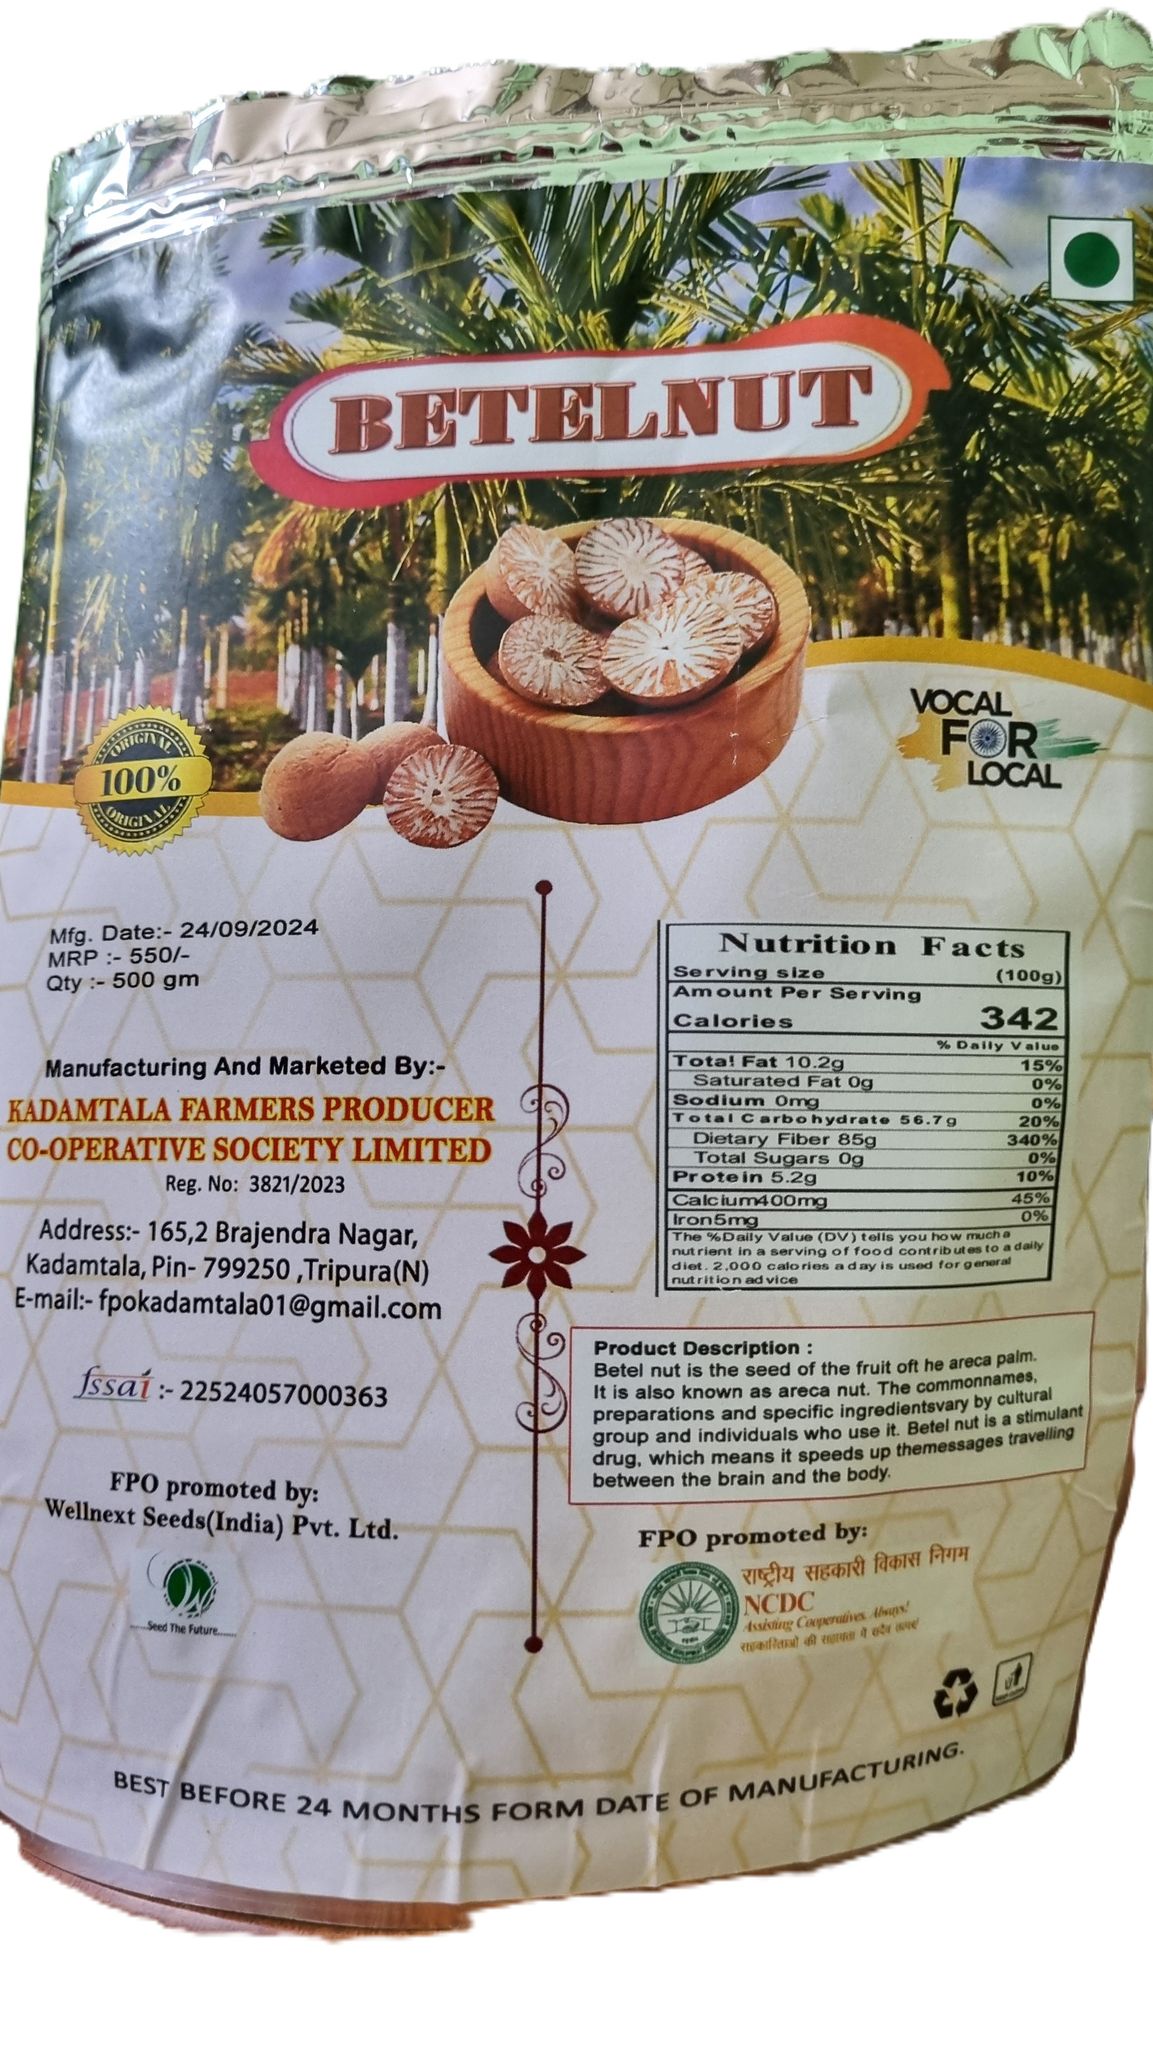 BETELNUT
ORIGINAL
100%
ORIGINAL
VOCAL
FOR
LOCAL
Mfg. Date:- 24/09/2024
MRP :- 550/-
Qty :- 500 gm
Manufacturing And Marketed By:-
KADAMTALA FARMERS PRODUCER
CO-OPERATIVE SOCIETY LIMITED
Reg. No: 3821/2023
Address:- 165,2 Brajendra Nagar,
Kadamtala, Pin- 799250 ,Tripura(N)
E-mail:- fpokadamtala01@gmail.com
fssai :- 22524057000363
FPO promoted by:
Wellnext Seeds(India) Pvt. Ltd.
......Seed The Future.......
Nutrition Facts
Serving size (100g)
Amount Per Serving
Calories 342
% Daily Value
Total Fat 10.2g 15%
Saturated Fat 0g 0%
Sodium 0mg 0%
Total Carbohydrate 56.7g 20%
Dietary Fiber 85g 340%
Total Sugars 0g 0%
Protein 5.2g 10%
Calcium400mg 45%
Iron5mg 0%
The %Daily Value (DV) tells you how much a
nutrient in a serving of food contributes to a daily
diet. 2,000 calories a day is used for general
nutrition advice
Product Description :
Betel nut is the seed of the fruit oft he areca palm.
It is also known as areca nut. The commonnames,
preparations and specific ingredientsvary by cultural
group and individuals who use it. Betel nut is a stimulant
drug, which means it speeds up themessages travelling
between the brain and the body.
FPO promoted by:
राष्ट्रीय सहकारी विकास निगम
NCDC
Assisting Cooperatives. Always!
सहकारिताओं की सहायता में सदैव तत्पर!
BEST BEFORE 24 MONTHS FORM DATE OF MANUFACTURING.